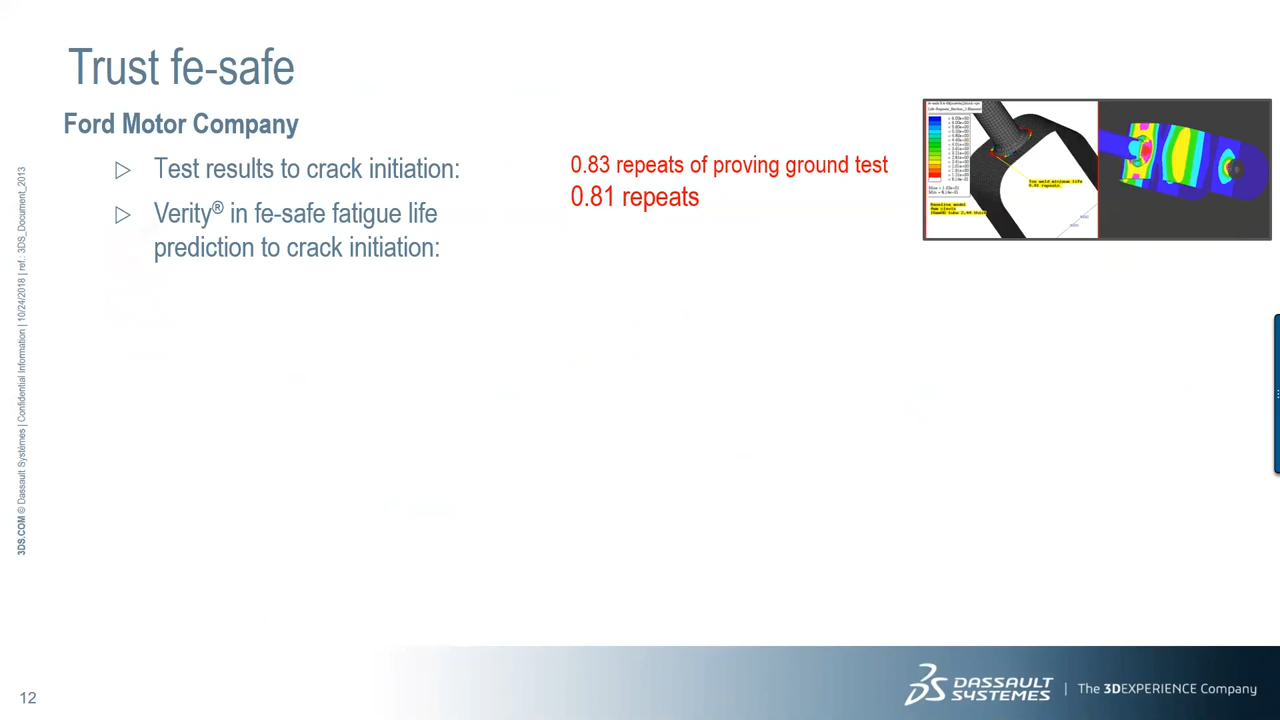 Trust fe-safe
Ford Motor Company
Test results to crack initiation:
0.83 repeats of proving ground test
Verity® in fe-safe fatigue life
prediction to crack initiation:
0.81 repeats
3DS.COM © Dassault Systèmes | Confidential Information | 10/24/2018 | ref.: 3DS_Document_2013
12
DASSAULT
SYSTEMES
The 3DEXPERIENCE Company